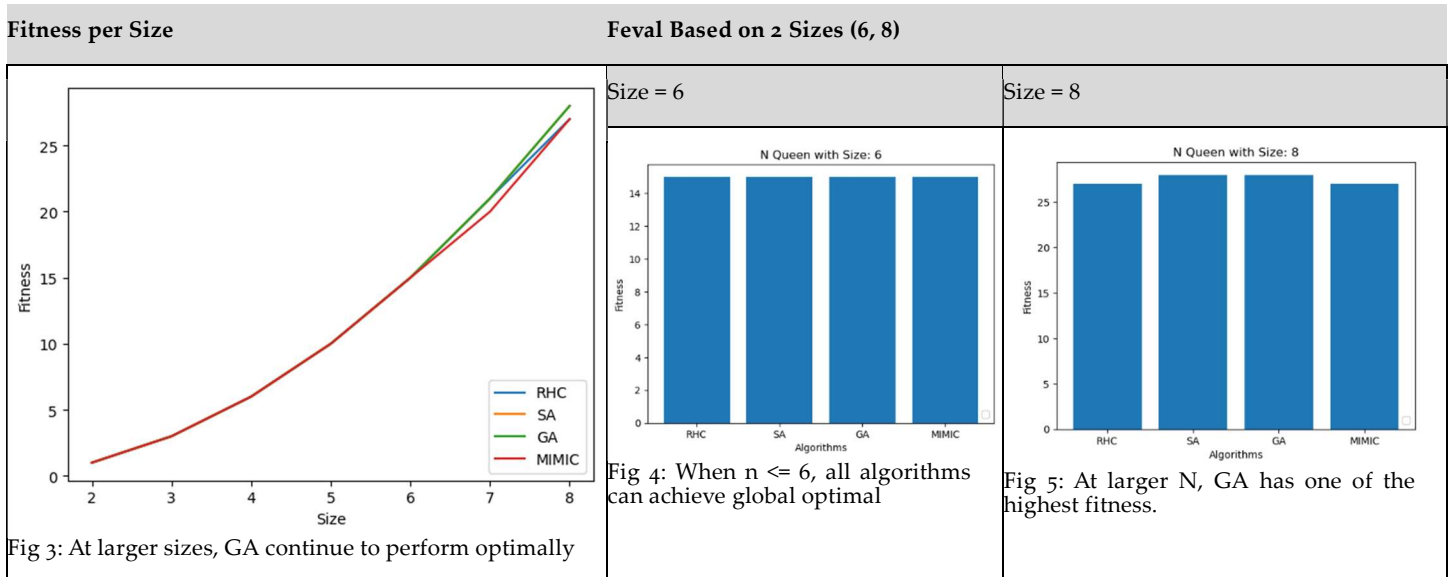 Fitness per Size
Feval Based on 2 Sizes (6, 8)
Size = 6
Size = 8
25
20
15
10
5
0
Fitness
2 3 4 5 6 7 8
Size
RHC
SA
GA
MIMIC
Fig 3: At larger sizes, GA continue to perform optimally
N Queen with Size: 6
14
12
10
8
6
4
2
0
Fitness
RHC SA GA MIMIC
Algorithms
Fig 4: When n <= 6, all algorithms
can achieve global optimal
N Queen with Size: 8
25
20
15
10
5
0
Fitness
RHC SA GA MIMIC
Algorithms
Fig 5: At larger N, GA has one of the
highest fitness.